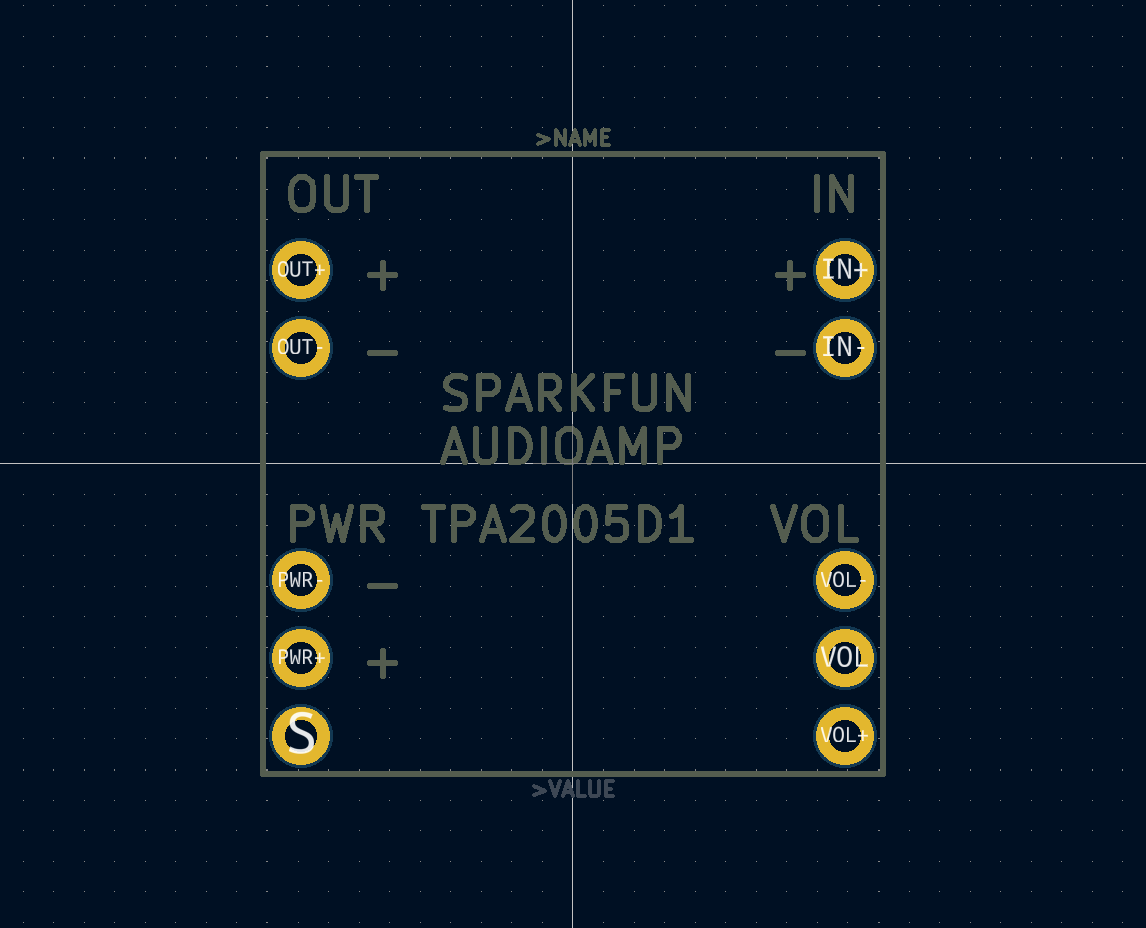 >NAME
OUT IN
OUT+ + + IN+
OUT- - - IN-
SPARKFUN
AUDIOAMP
PWR TPA2005D1 VOL
PWR- - VOL-
PWR+ + VOL
S VOL+
>VALUE